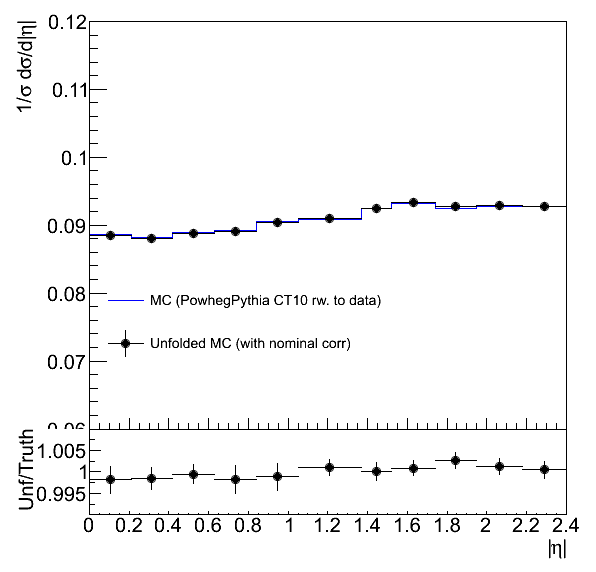 1/σ dσ/d|η|
0.12
0.11
0.1
0.09
0.08
0.07
0.06
MC (PowhegPythia CT10 rw. to data)
Unfolded MC (with nominal corr)
Unf/Truth
1.005
1
0.995
0 0.2 0.4 0.6 0.8 1 1.2 1.4 1.6 1.8 2 2.2 2.4
|η|